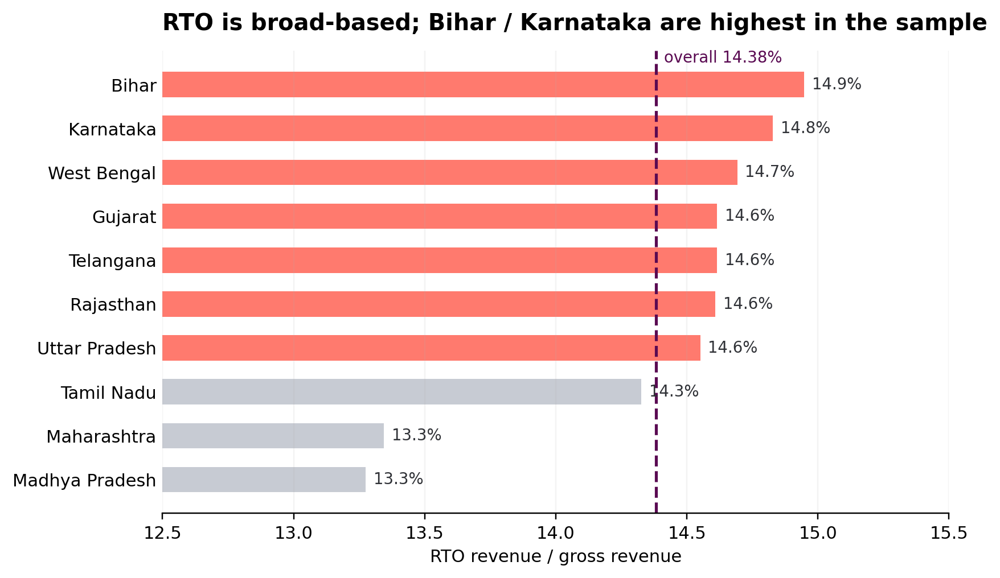 RTO is broad-based; Bihar / Karnataka are highest in the sample
overall 14.38%
Bihar 14.9%
Karnataka 14.8%
West Bengal 14.7%
Gujarat 14.6%
Telangana 14.6%
Rajasthan 14.6%
Uttar Pradesh 14.6%
Tamil Nadu 14.3%
Maharashtra 13.3%
Madhya Pradesh 13.3%
12.5 13.0 13.5 14.0 14.5 15.0 15.5
RTO revenue / gross revenue